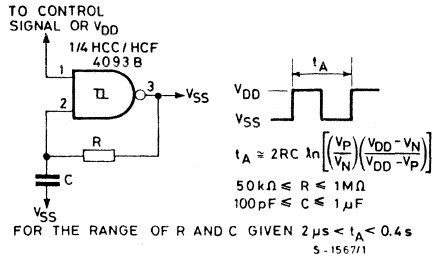 TO CONTROL
SIGNAL OR VDD
1/4 HCC/HCF
4093B
1
2
3
VSS
R
C
VSS
tA
VDD
VSS
tA ≅ 2RC ln[(VP/VN)(VDD-VN/VDD-VP)]
50kΩ ≤ R ≤ 1MΩ
100pF ≤ C ≤ 1µF
FOR THE RANGE OF R AND C GIVEN 2µs < tA < 0.4s
S-1567/1